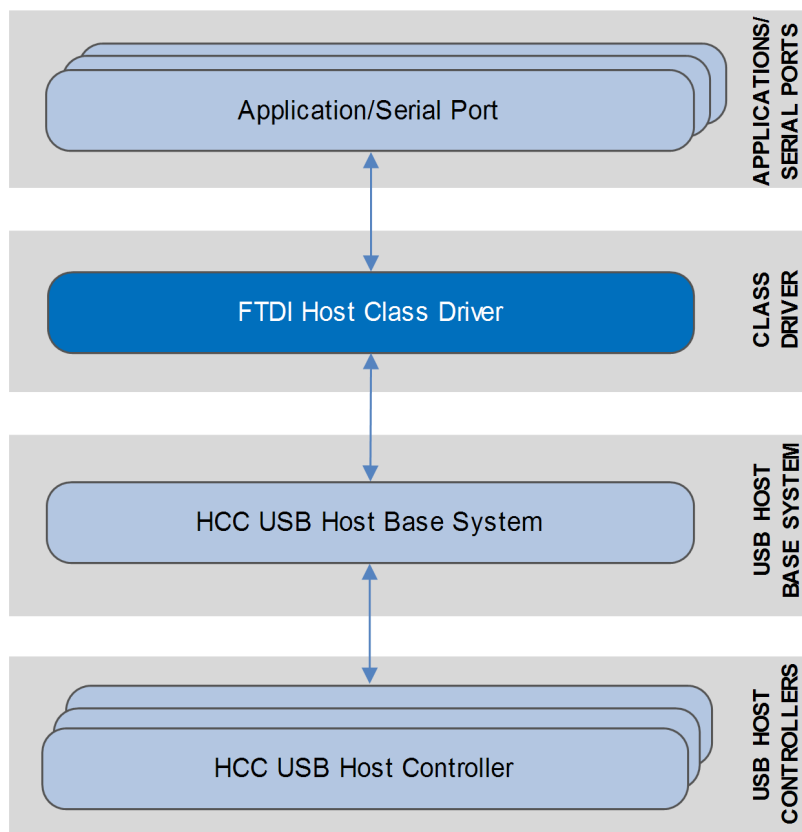 Application/Serial Port
APPLICATIONS/
SERIAL PORTS
FTDI Host Class Driver
CLASS
DRIVER
HCC USB Host Base System
USB HOST
BASE SYSTEM
HCC USB Host Controller
USB HOST
CONTROLLERS